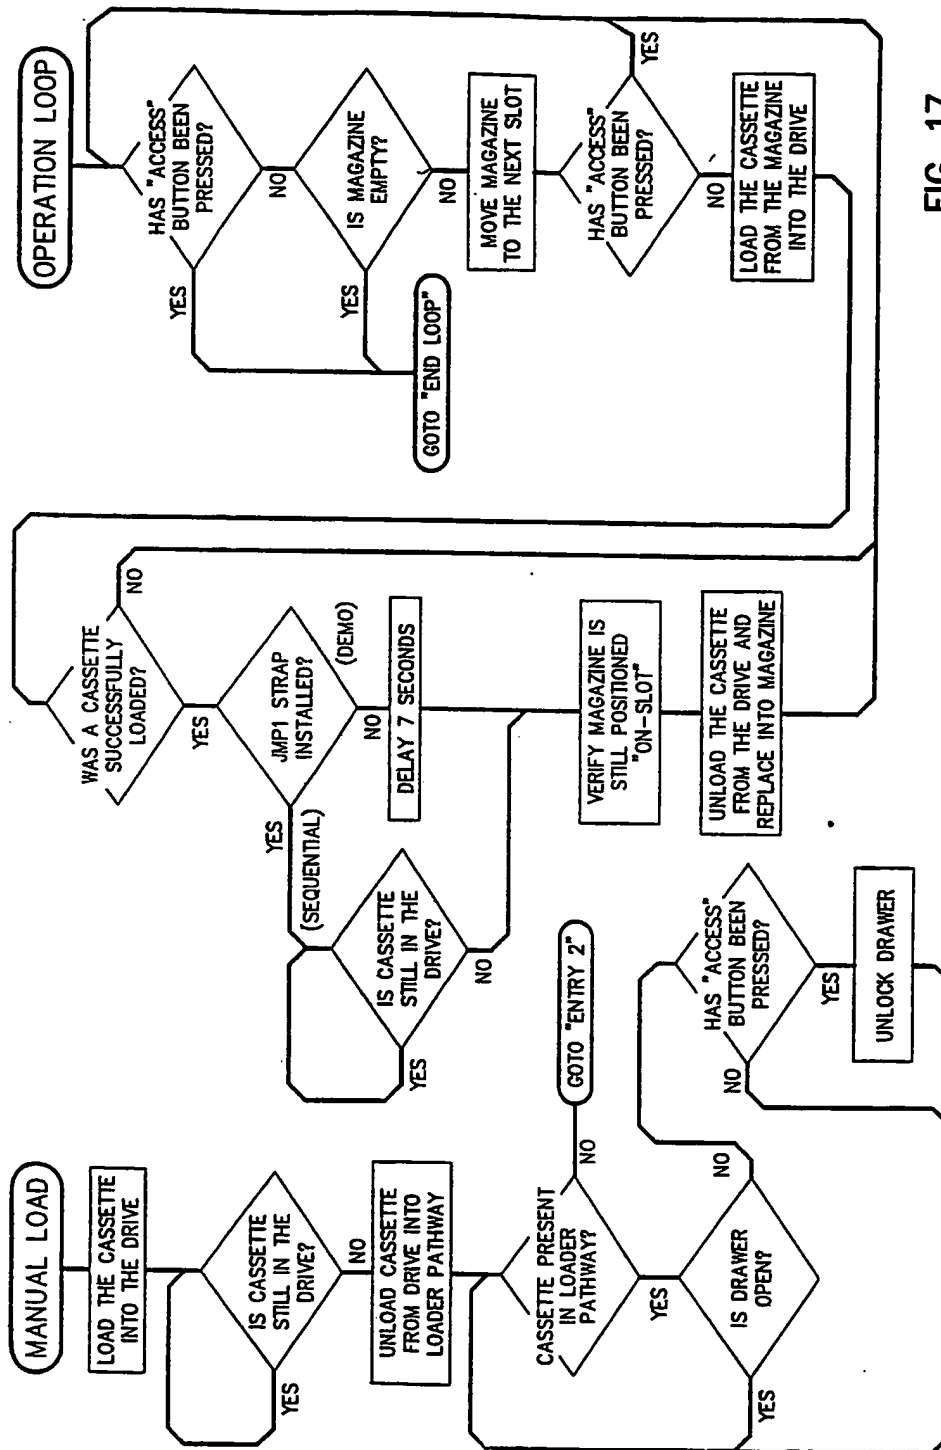 MANUAL LOAD
LOAD THE CASSETTE
INTO THE DRIVE
IS CASSETTE
STILL IN THE
DRIVE?
YES
NO
UNLOAD CASSETTE
FROM DRIVE INTO
LOADER PATHWAY
CASSETTE PRESENT
IN LOADER
PATHWAY?
NO
GOTO "ENTRY 2"
YES
IS DRAWER
OPEN?
YES
NO
HAS "ACCESS"
BUTTON BEEN
PRESSED?
NO
YES
UNLOCK DRAWER
WAS A CASSETTE
SUCCESSFULLY
LOADED?
NO
YES
JMP1 STRAP
INSTALLED?
YES
(SEQUENTIAL)
NO
(DEMO)
DELAY 7 SECONDS
IS CASSETTE
STILL IN THE
DRIVE?
YES
NO
VERIFY MAGAZINE IS
STILL POSITIONED
"ON-SLOT"
UNLOAD THE CASSETTE
FROM THE DRIVE AND
REPLACE INTO MAGAZINE
OPERATION LOOP
HAS "ACCESS"
BUTTON BEEN
PRESSED?
YES
NO
IS MAGAZINE
EMPTY?
YES
NO
GOTO "END LOOP"
MOVE MAGAZINE
TO THE NEXT SLOT
HAS "ACCESS"
BUTTON BEEN
PRESSED?
YES
NO
LOAD THE CASSETTE
FROM THE MAGAZINE
INTO THE DRIVE